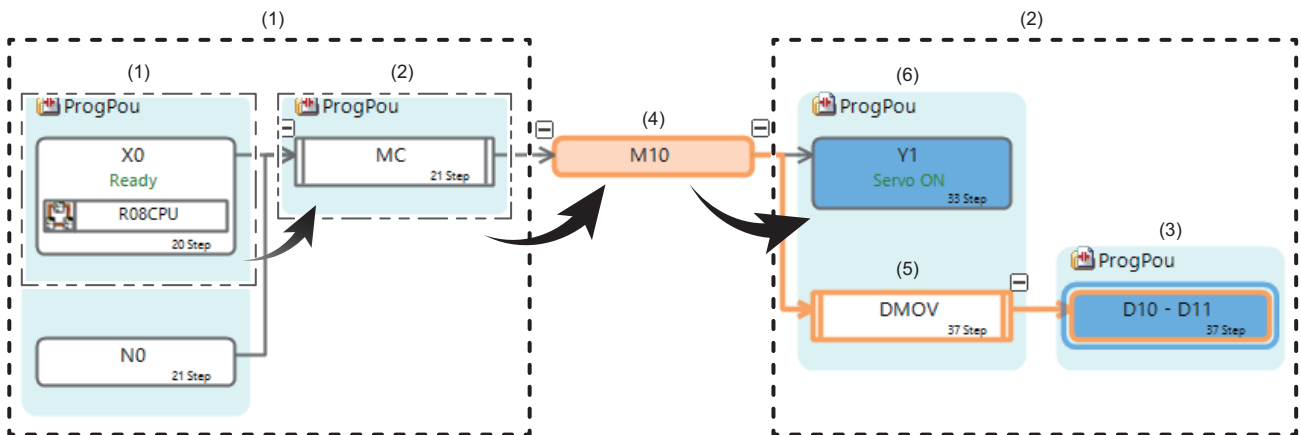 (1)
(2)
(1)
(2)
(4)
(6)
(5)
(3)
ProgPou
X0
Ready
R08CPU
20 Step
N0
21 Step
ProgPou
MC
21 Step
M10
ProgPou
Y1
Servo ON
33 Step
DMOV
37 Step
ProgPou
D10 - D11
37 Step